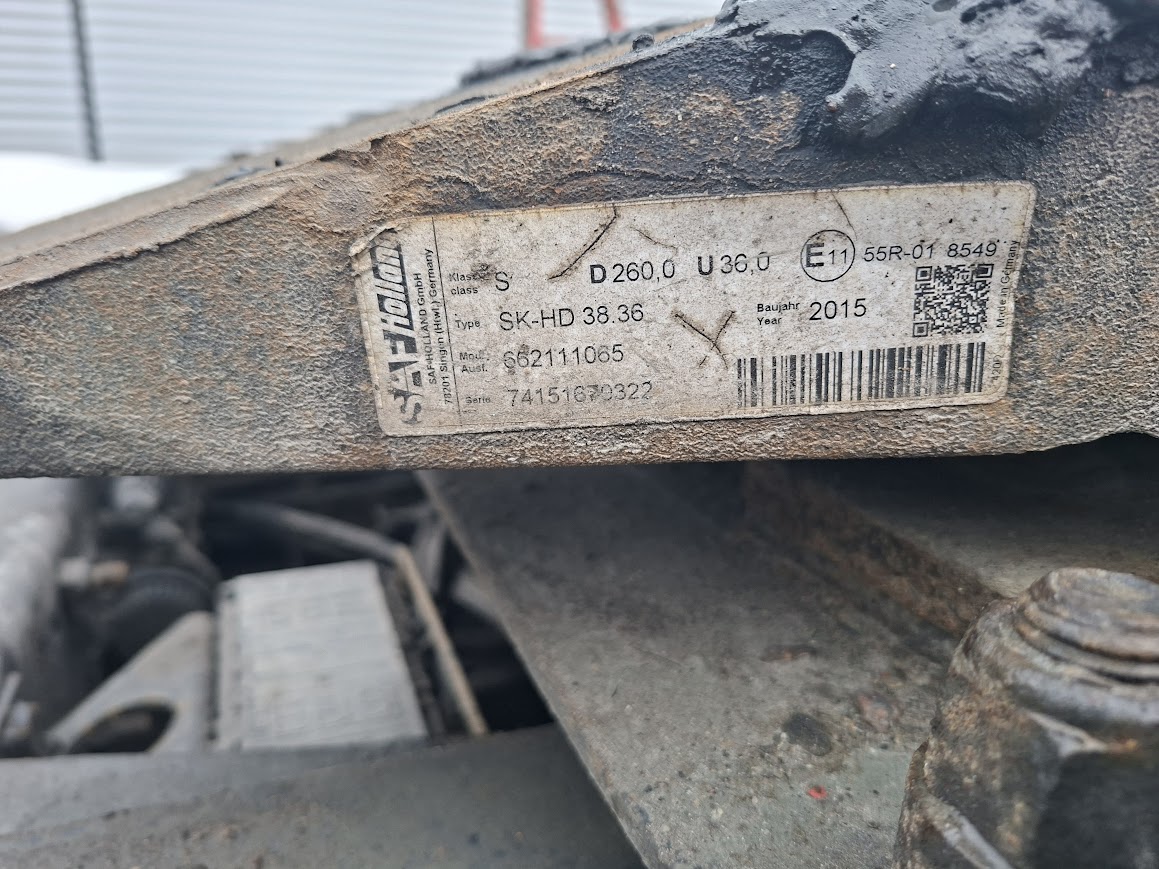 SAF Holland
SAF-HOLLAND GmbH
78201 Singen (Htwl.) Germany
Klasse
class S D 260,0 U 36,0 E11 55R-01 8549
Type SK-HD 38.36 Baujahr
Year 2015
Mod.
Ausf. 662111065
Serie 74151670322
Made in Germany